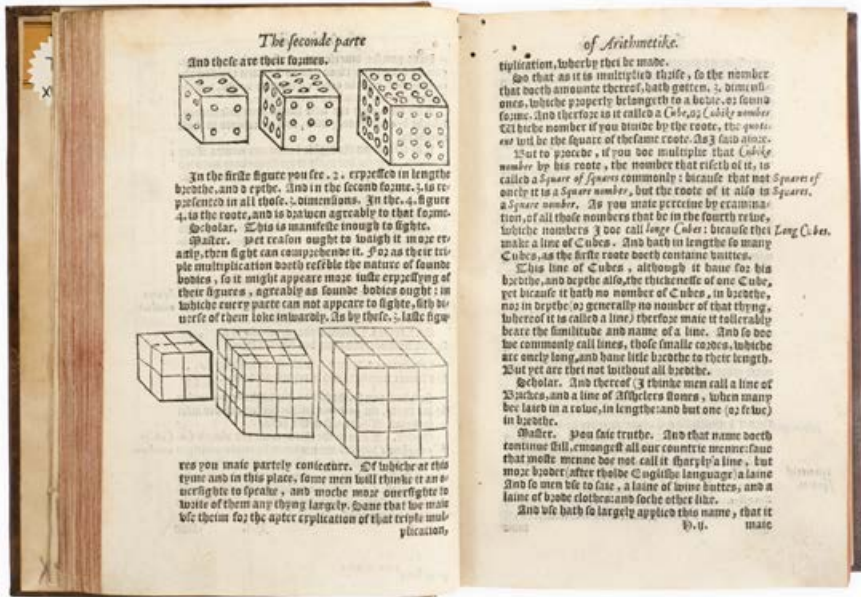 The seconde parte
And these are their formes.
In the firste figure you see .2. expressed in lengthe
bredthe, and depthe. And in the second forme .3. is re-
presented in all those .3. dimensions. In the .4. figure
4. is the roote, and is drawen agreably to that forme.
Scholar. This is manifeste inough to sighte.
Master. Yet reason ought to waigh it more ex-
actly, then sight can comprehende it. For as their tri-
ple multiplication doeth reseble the nature of sounde
bodies, so it might appeare more iuste expressyng of
their figures, agreably as sounde bodies ought: in
whiche euery parte can not appeare to sighte, sith di-
uerse of them loke inwardly. As by these .3. laste figu-
res you maie partely coniecture. Of whiche at this
tyme and in this place, some men will thinke it an o-
uersighte to speake, and moche more ouersighte to
write of them any thyng largely. Saue that we maie
vse theim for the apter explication of that triple mul-
plication,
of Arithmetike.
tiplication, wherby thei be made.
So that as it is multiplied thrise, so the nomber
that doeth amounte thereof, hath gotten .3. dimensi-
ones, whiche properly belongeth to a bodie, or sound
forme. And therfore is it called a Cube, or Cubike nomber
Whiche nomber if you diuide by the roote, the quoti-
ent will be the square of thesame roote. As I said afore.
But to procede, if you doe multiplie that Cubike
nomber by his roote, the nomber that riseth of it, is
called a Square of squares commonly: bicause that not
onely it is a Square nomber, but the roote of it also is
a Square nomber. As you maie perceiue by examina-
tion, of all those nombers that be in the fourth rewe,
whiche nombers I doe call longe Cubes: bicause thei
make a line of Cubes. And hath in lengthe so many
Cubes, as the firste roote doeth containe vnities.
Squares of
Squares.
Long Cubes.
This line of Cubes, although it haue for his
bredthe, and depthe also, the thickenesse of one Cube,
yet bicause it hath no nomber of Cubes, in bredthe,
nor in depthe (or generally no nomber of that thyng,
whereof it is called a line) therfore maie it tollerably
beare the similitude and name of a line. And so doe
we commonly call lines, those smalle cordes, whiche
are onely long, and haue litle bredthe to their length.
But yet are thei not without all bredthe.
Scholar. And thereof (I thinke men call a line of
Brickes, and a line of Asshelers stones, when many
bee laied in a rowe, in lengthe: and but one (or fewe)
in bredthe.
Master. You saie truthe. And that name doeth
continue still, emongest all our countrie menne: saue
that moste menne doe not call it sharply a line, but
more broder (after tholde Englishe language) a laine
And so men vse to saie, a laine of wine buttes, and a
laine of brode clothes: and soche other like.
And vse hath so largely applied this name, that it
P.ij. maie